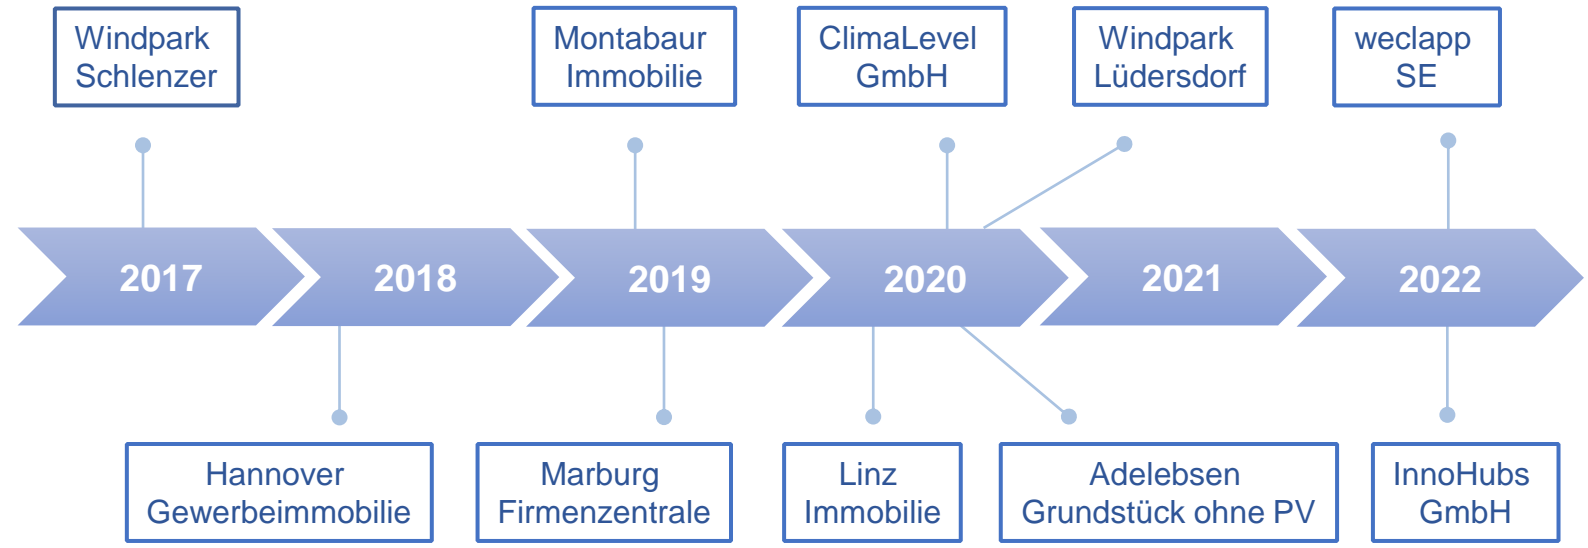 Windpark
Schlenzer
Montabaur
Immobilie
ClimaLevel
GmbH
Windpark
Lüdersdorf
weclapp
SE
2017
2018
2019
2020
2021
2022
Hannover
Gewerbeimmobilie
Marburg
Firmenzentrale
Linz
Immobilie
Adelebsen
Grundstück ohne PV
InnoHubs
GmbH